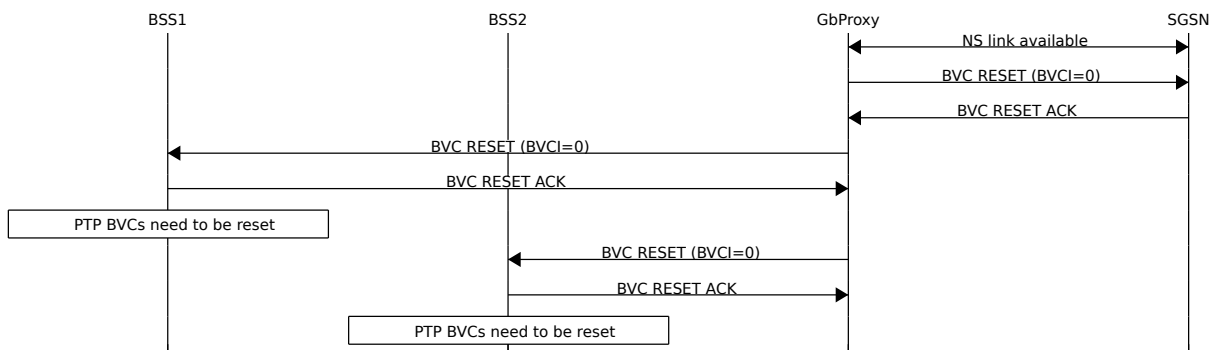 BSS1 BSS2 GbProxy SGSN
NS link available
BVC RESET (BVCI=0)
BVC RESET ACK
BVC RESET (BVCI=0)
BVC RESET ACK
PTP BVCs need to be reset
BVC RESET (BVCI=0)
BVC RESET ACK
PTP BVCs need to be reset